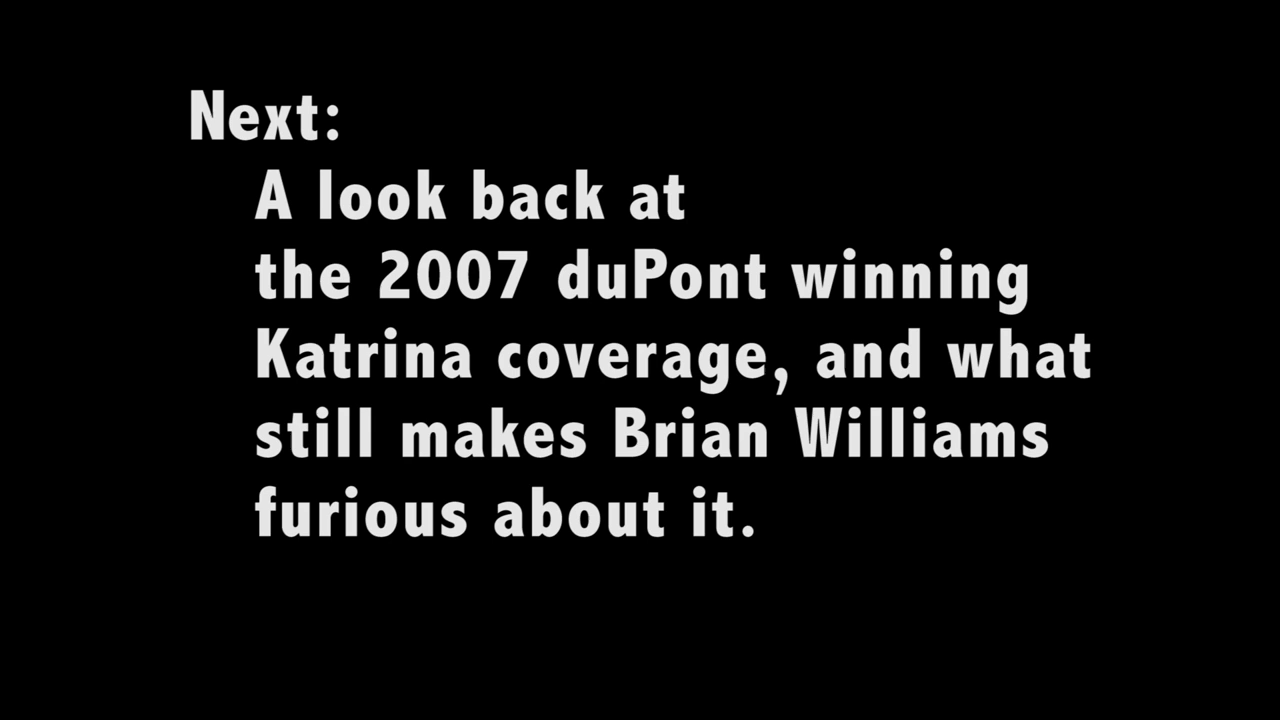 Next:
A look back at
the 2007 duPont winning
Katrina coverage, and what
still makes Brian Williams
furious about it.